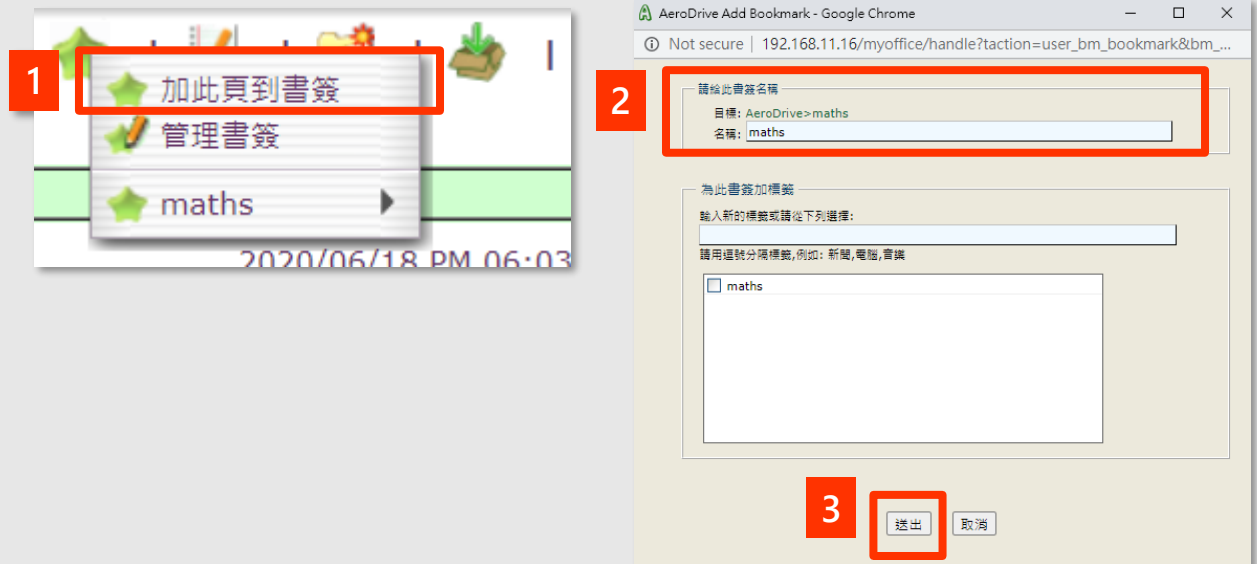 1
加此頁到書簽
管理書簽
maths
2020/06/18 PM 06:03
AeroDrive Add Bookmark - Google Chrome
Not secure | 192.168.11.16/myoffice/handle?taction=user_bm_bookmark&bm_...
2
請給此書簽名稱
目標: AeroDrive>maths
名稱: maths
為此書簽加標籤
輸入新的標籤或請從下列選擇:
請用逗號分隔標籤,例如: 新聞,電腦,音樂
maths
3
送出 取消